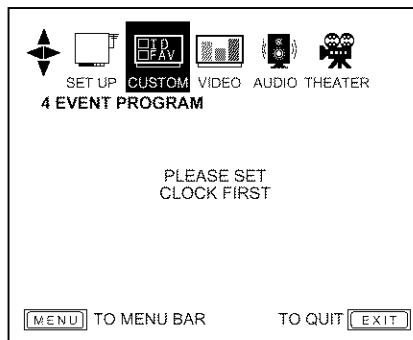 ID
FAV
SET UP CUSTOM VIDEO AUDIO THEATER
4 EVENT PROGRAM
PLEASE SET
CLOCK FIRST
MENU TO MENU BAR TO QUIT EXIT